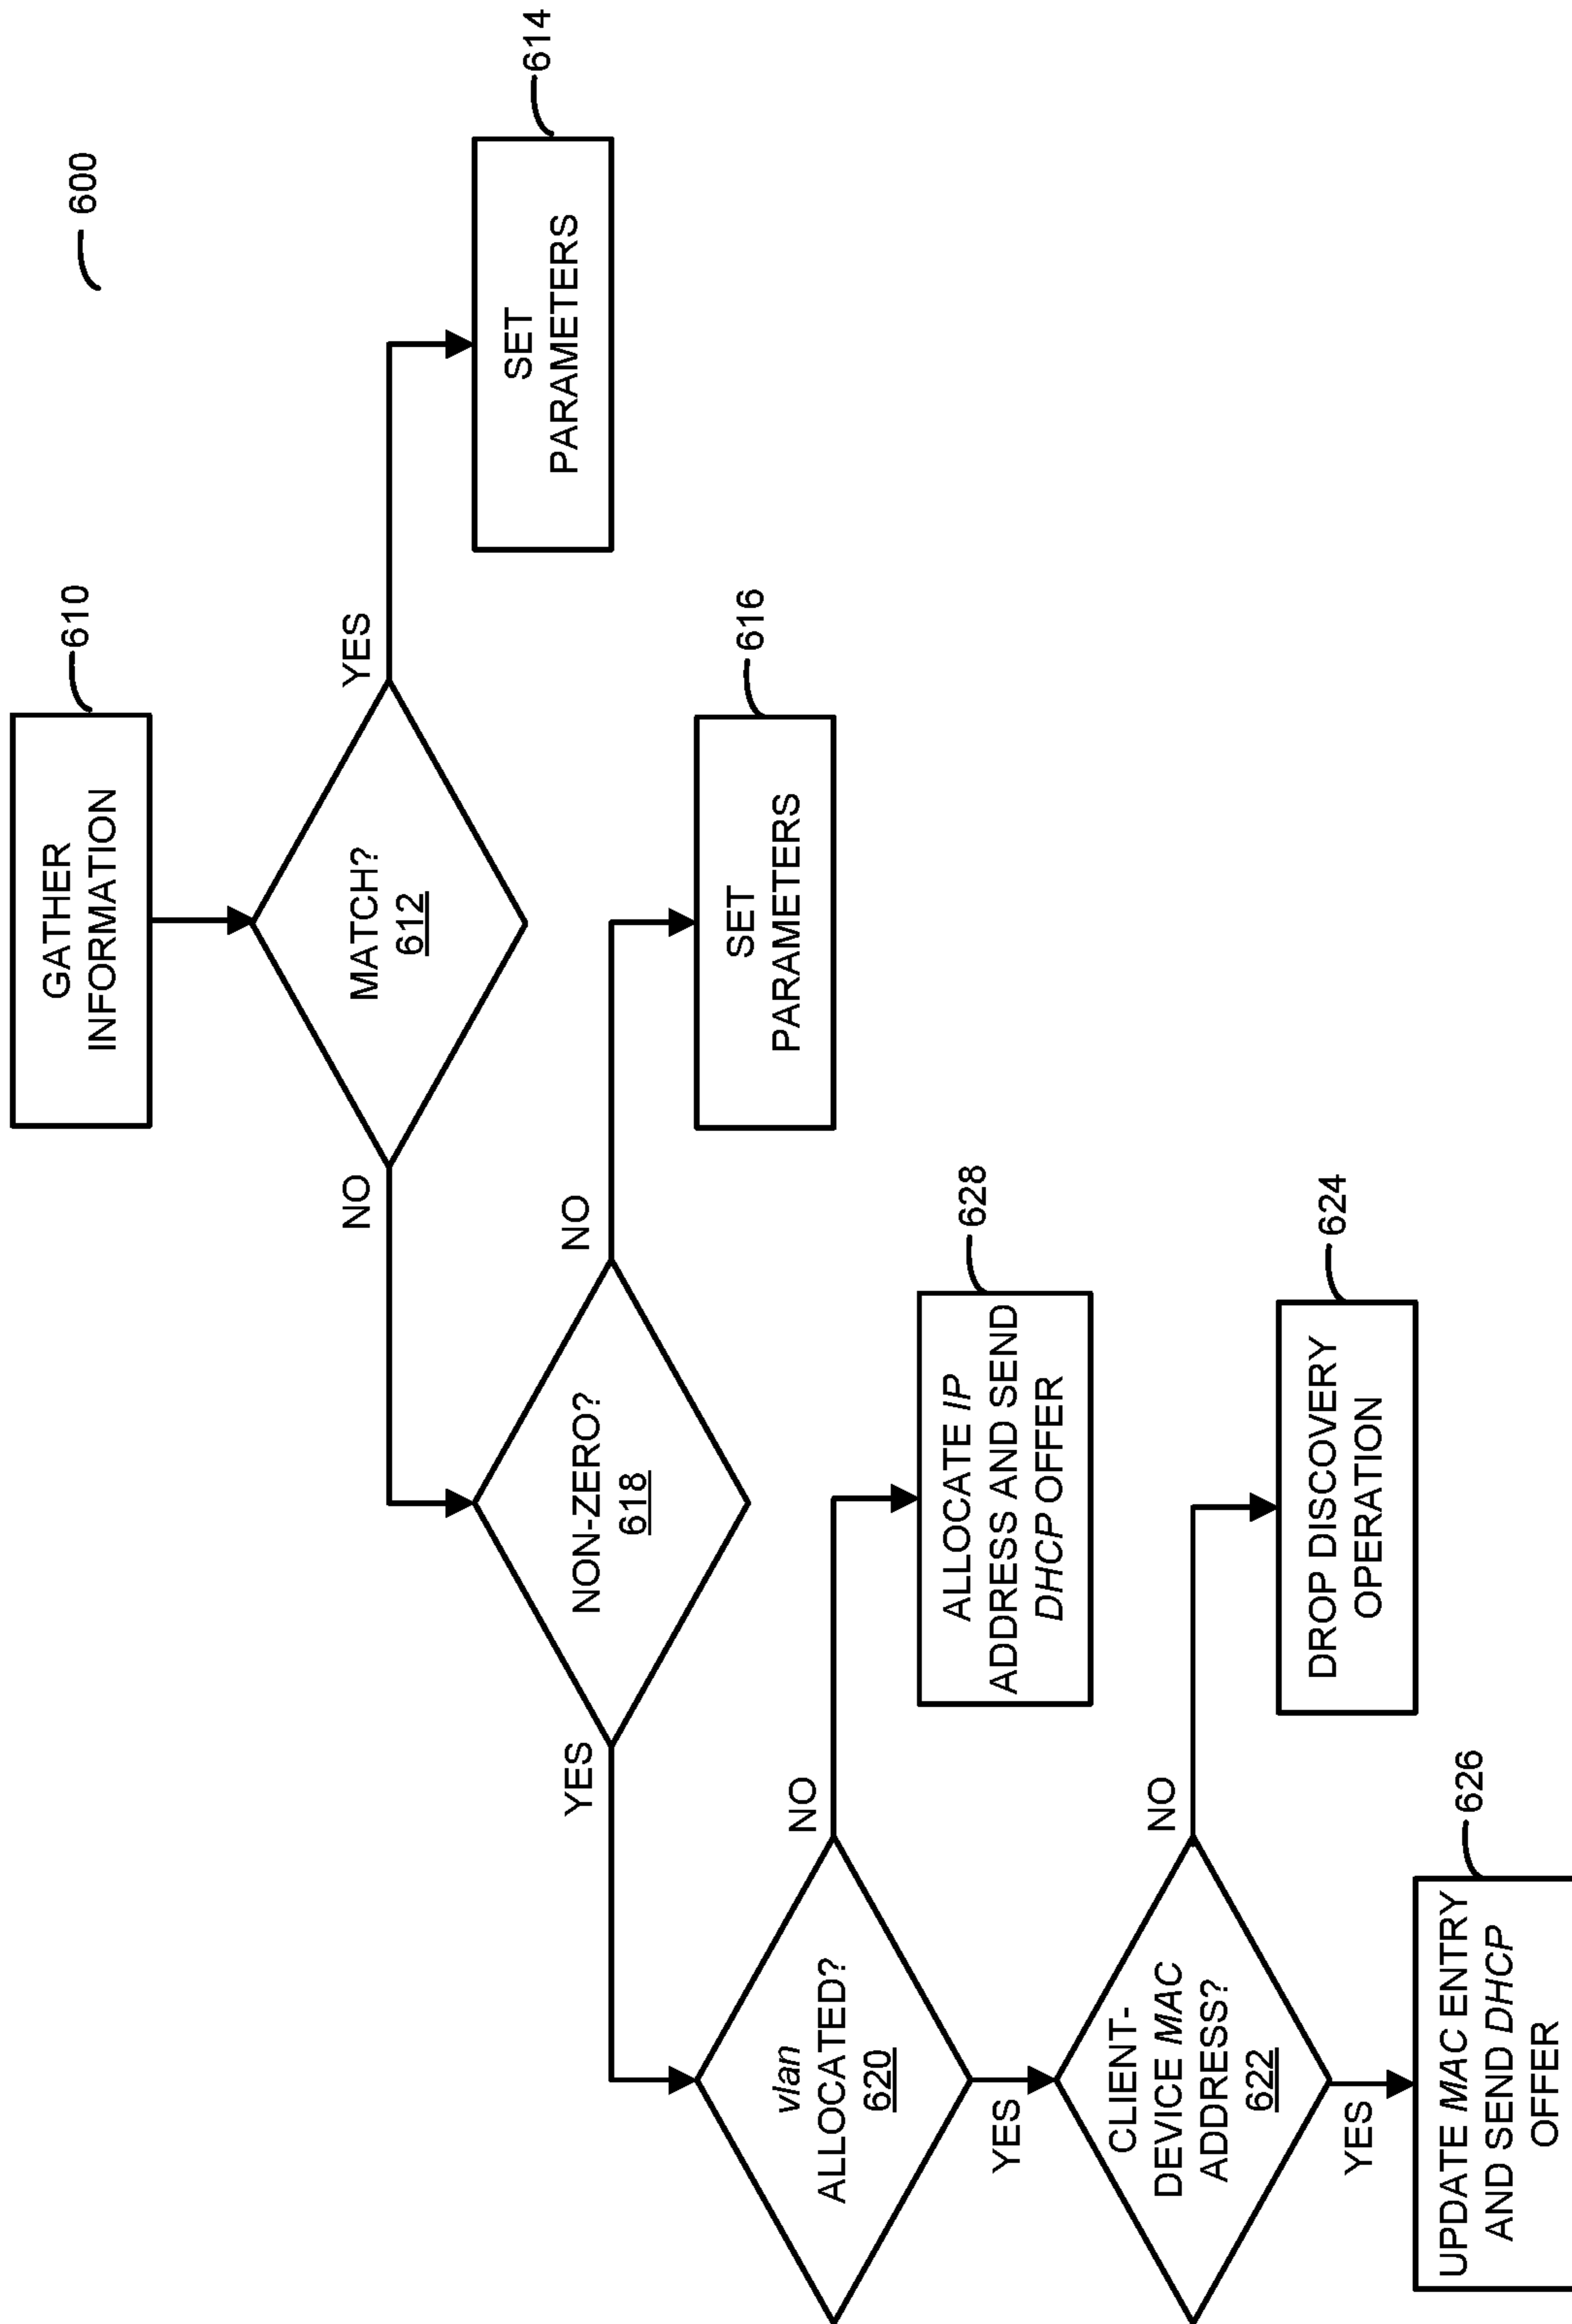 600
GATHER
INFORMATION
610
MATCH?
612
YES
NO
SET
PARAMETERS
614
NON-ZERO?
618
NO
YES
SET
PARAMETERS
616
vlan
ALLOCATED?
620
NO
YES
ALLOCATE IP
ADDRESS AND SEND
DHCP OFFER
628
CLIENT-
DEVICE MAC
ADDRESS?
622
NO
YES
DROP DISCOVERY
OPERATION
624
UPDATE MAC ENTRY
AND SEND DHCP
OFFER
626